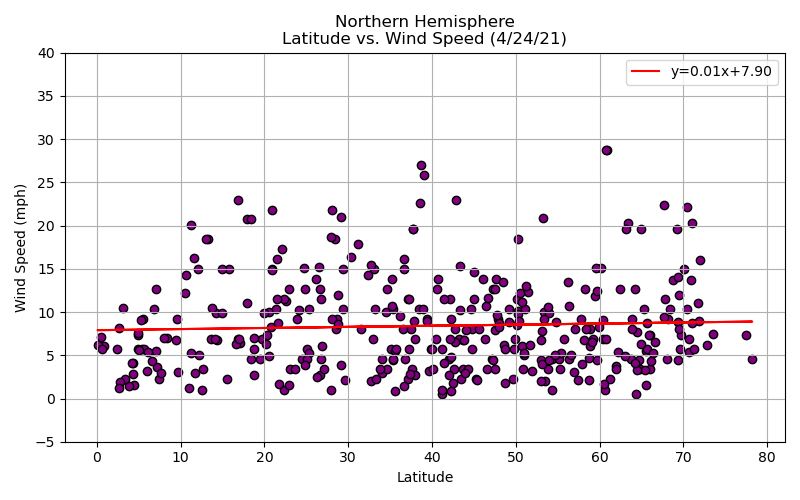 Northern Hemisphere
Latitude vs. Wind Speed (4/24/21)
y=0.01x+7.90
Wind Speed (mph)
40
35
30
25
20
15
10
5
0
−5
0 10 20 30 40 50 60 70 80
Latitude